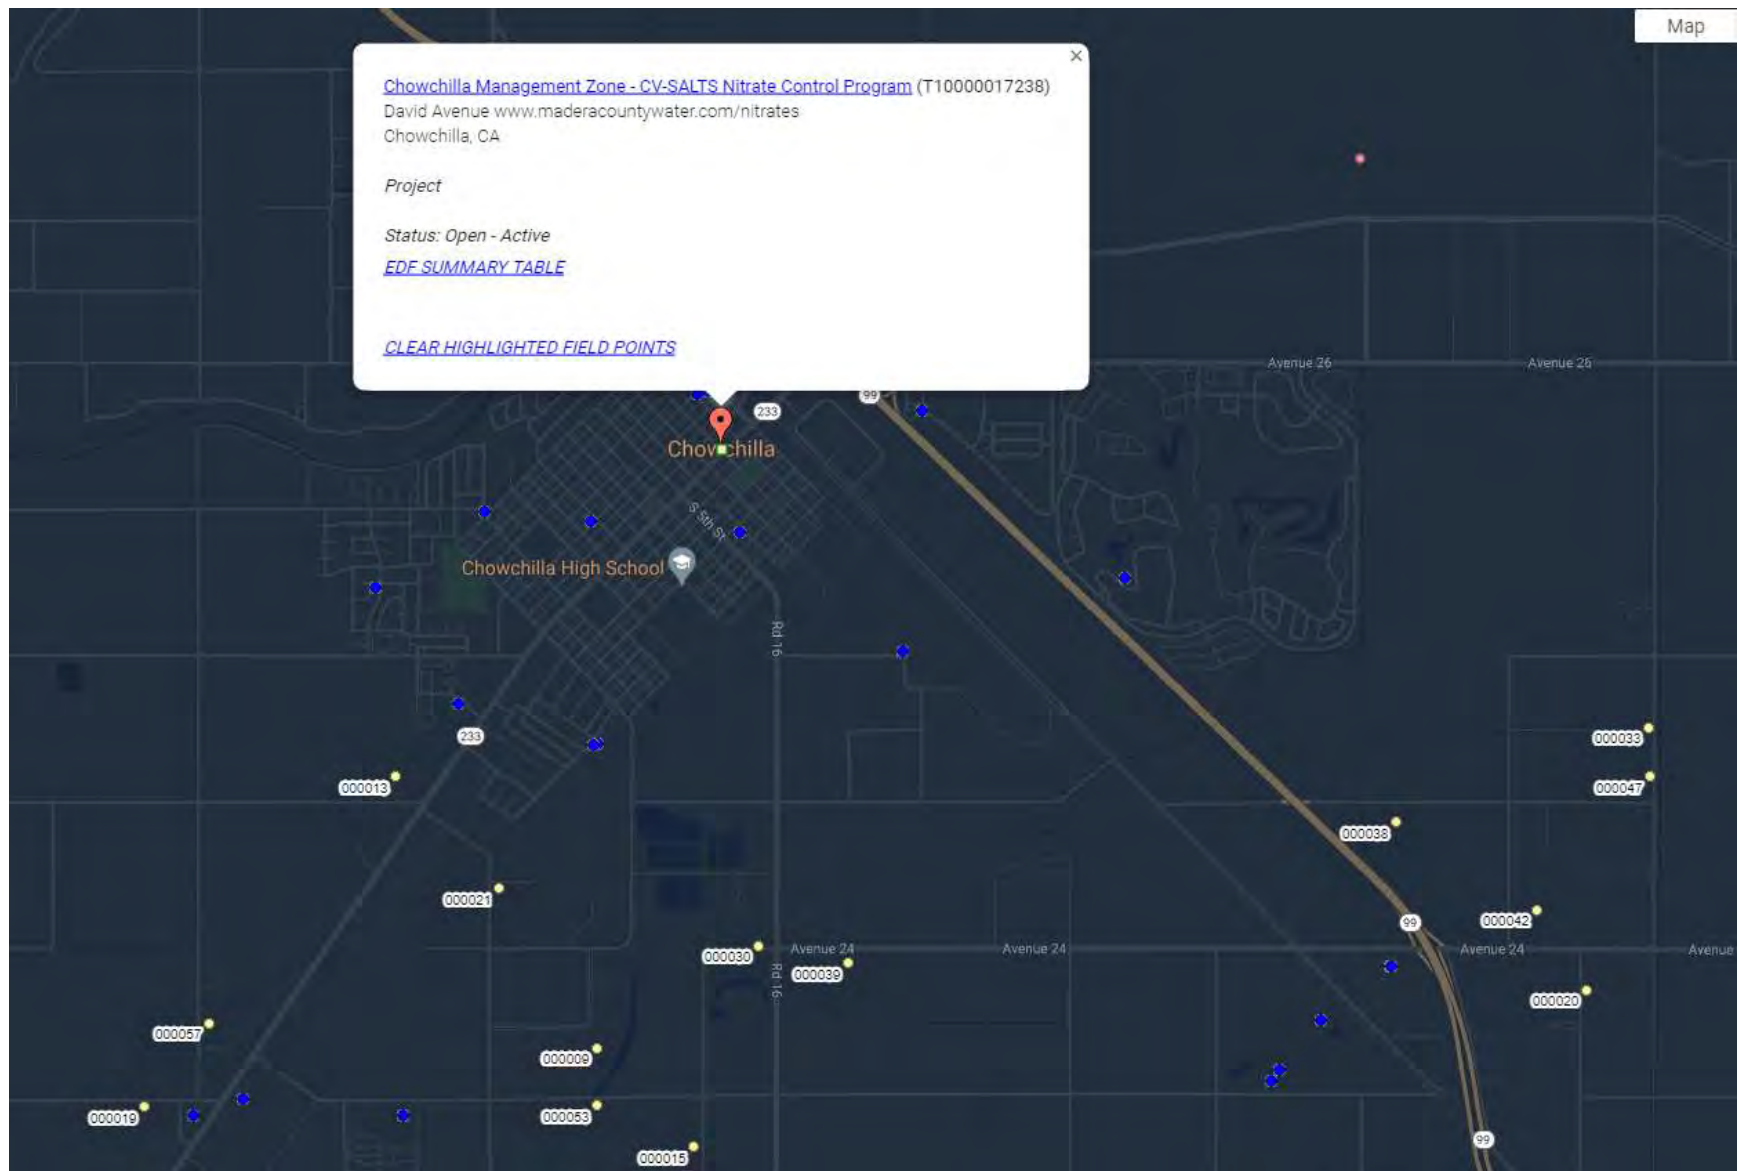 Map
×
Chowchilla Management Zone - CV-SALTS Nitrate Control Program (T10000017238)
David Avenue www.maderacountywater.com/nitrates
Chowchilla, CA
Project
Status: Open - Active
EDF SUMMARY TABLE
CLEAR HIGHLIGHTED FIELD POINTS
Avenue 26
Avenue 26
99
233
Chowchilla
S 5th St
Chowchilla High School
Rd 16
233
000033
000013
000047
000038
000021
000042
99
Avenue 24
Avenue 24
Avenue 24
Avenue
000030
000039
Rd 16
000020
000057
000009
000019
000053
99
000015